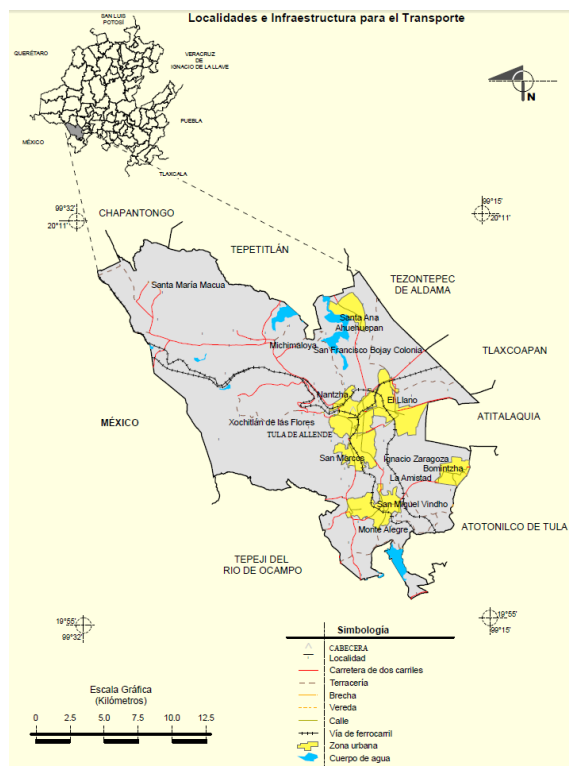 Localidades e Infraestructura para el Transporte
SAN LUIS
POTOSÍ
QUERÉTARO
VERACRUZ
DE
IGNACIO DE LA LLAVE
PUEBLA
MÉXICO
TLAXCALA
N
99°32'
20°11'
99°15'
20°11'
CHAPANTONGO
TEPETITLÁN
TEZONTEPEC
DE ALDAMA
Santa María Macua
Santa Ana
Ahuehuepan
Michimaloya
San Francisco Bojay Colonia
TLAXCOAPAN
Nantzha
El Llano
MÉXICO
Xochitlán de las Flores
ATITALAQUIA
TULA DE ALLENDE
San Marcos
Ignacio Zaragoza
Bomintzha
La Amistad
San Miguel Vindho
Monte Alegre
ATOTONILCO DE TULA
TEPEJI DEL
RIO DE OCAMPO
19°55'
99°32'
19°55'
99°15'
Simbología
CABECERA
Localidad
Carretera de dos carriles
Terracería
Brecha
Vereda
Calle
Vía de ferrocarril
Zona urbana
Cuerpo de agua
Escala Gráfica
(Kilómetros)
0 2.5 5.0 7.5 10.0 12.5